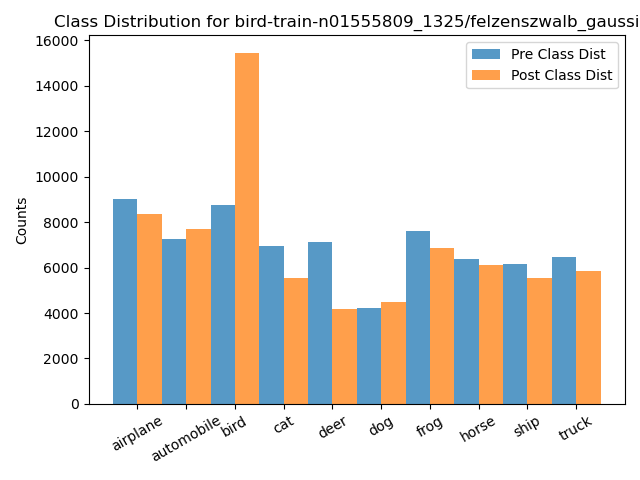 Class Distribution for bird-train-n01555809_1325/felzenszwalb_gaussi
Pre Class Dist
Post Class Dist
Counts
16000
14000
12000
10000
8000
6000
4000
2000
0
airplane
automobile
bird
cat
deer
dog
frog
horse
ship
truck